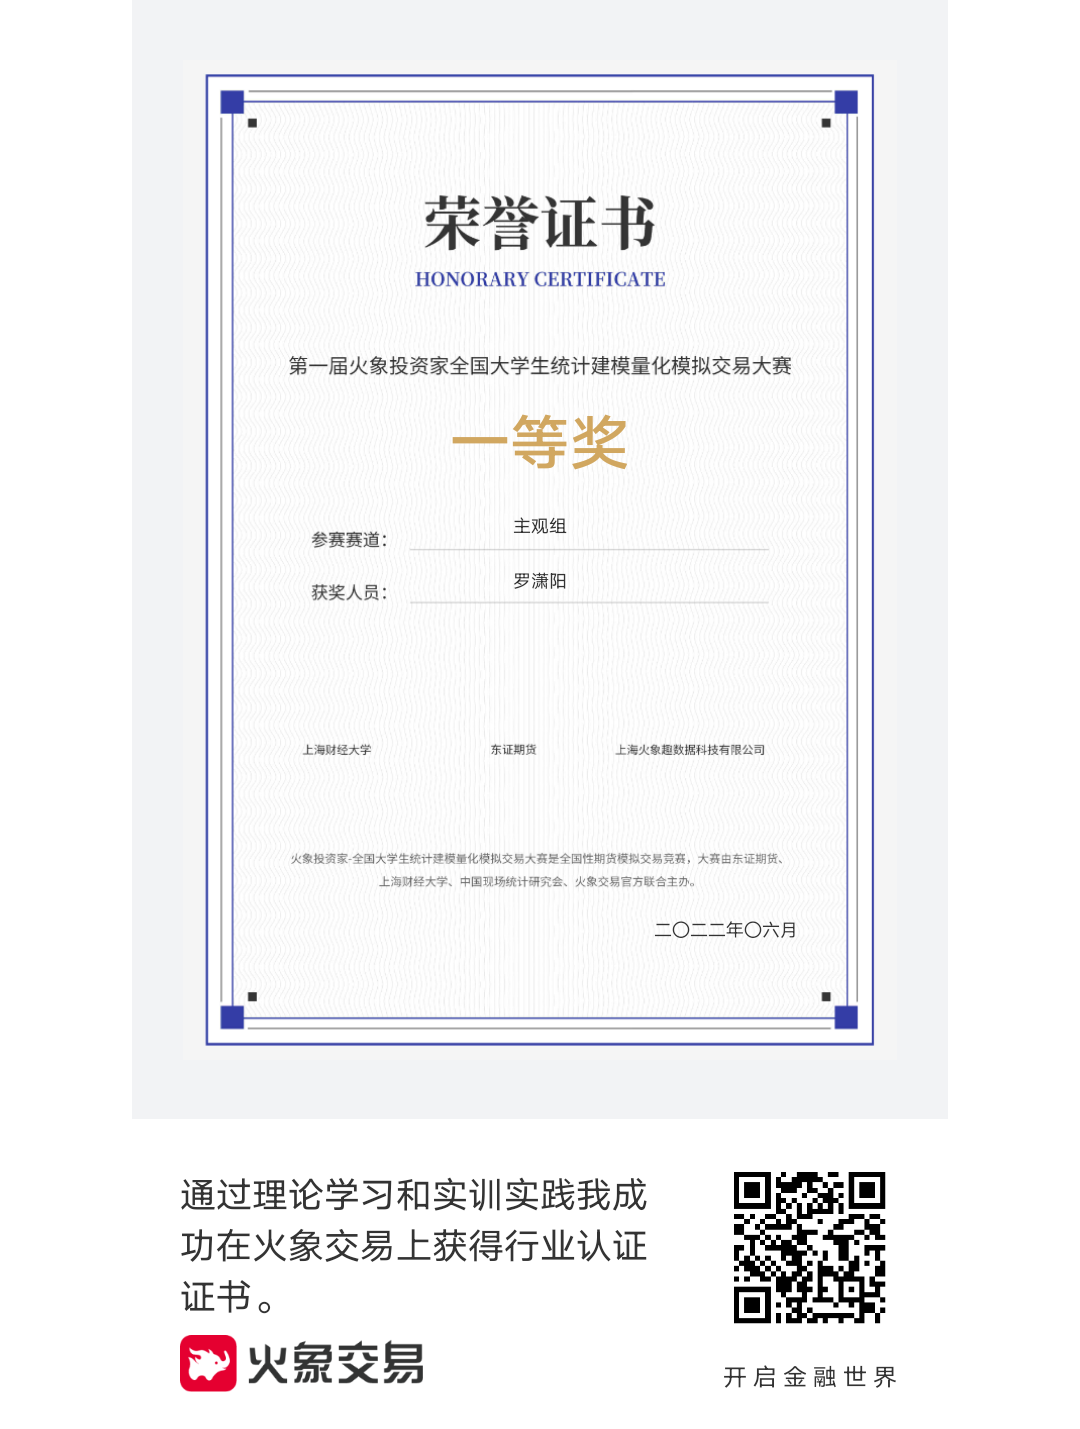 荣誉证书
HONORARY CERTIFICATE
第一届火象投资家全国大学生统计建模量化模拟交易大赛
一等奖
参赛赛道： 主观组
获奖人员： 罗潇阳
上海财经大学 东证期货 上海火象趣数据科技有限公司
火象投资家-全国大学生统计建模量化模拟交易大赛是全国性期货模拟交易竞赛，大赛由东证期货、
上海财经大学、中国现场统计研究会、火象交易官方联合主办。
二〇二二年〇六月
通过理论学习和实训实践我成
功在火象交易上获得行业认证
证书。
火象交易
开启金融世界